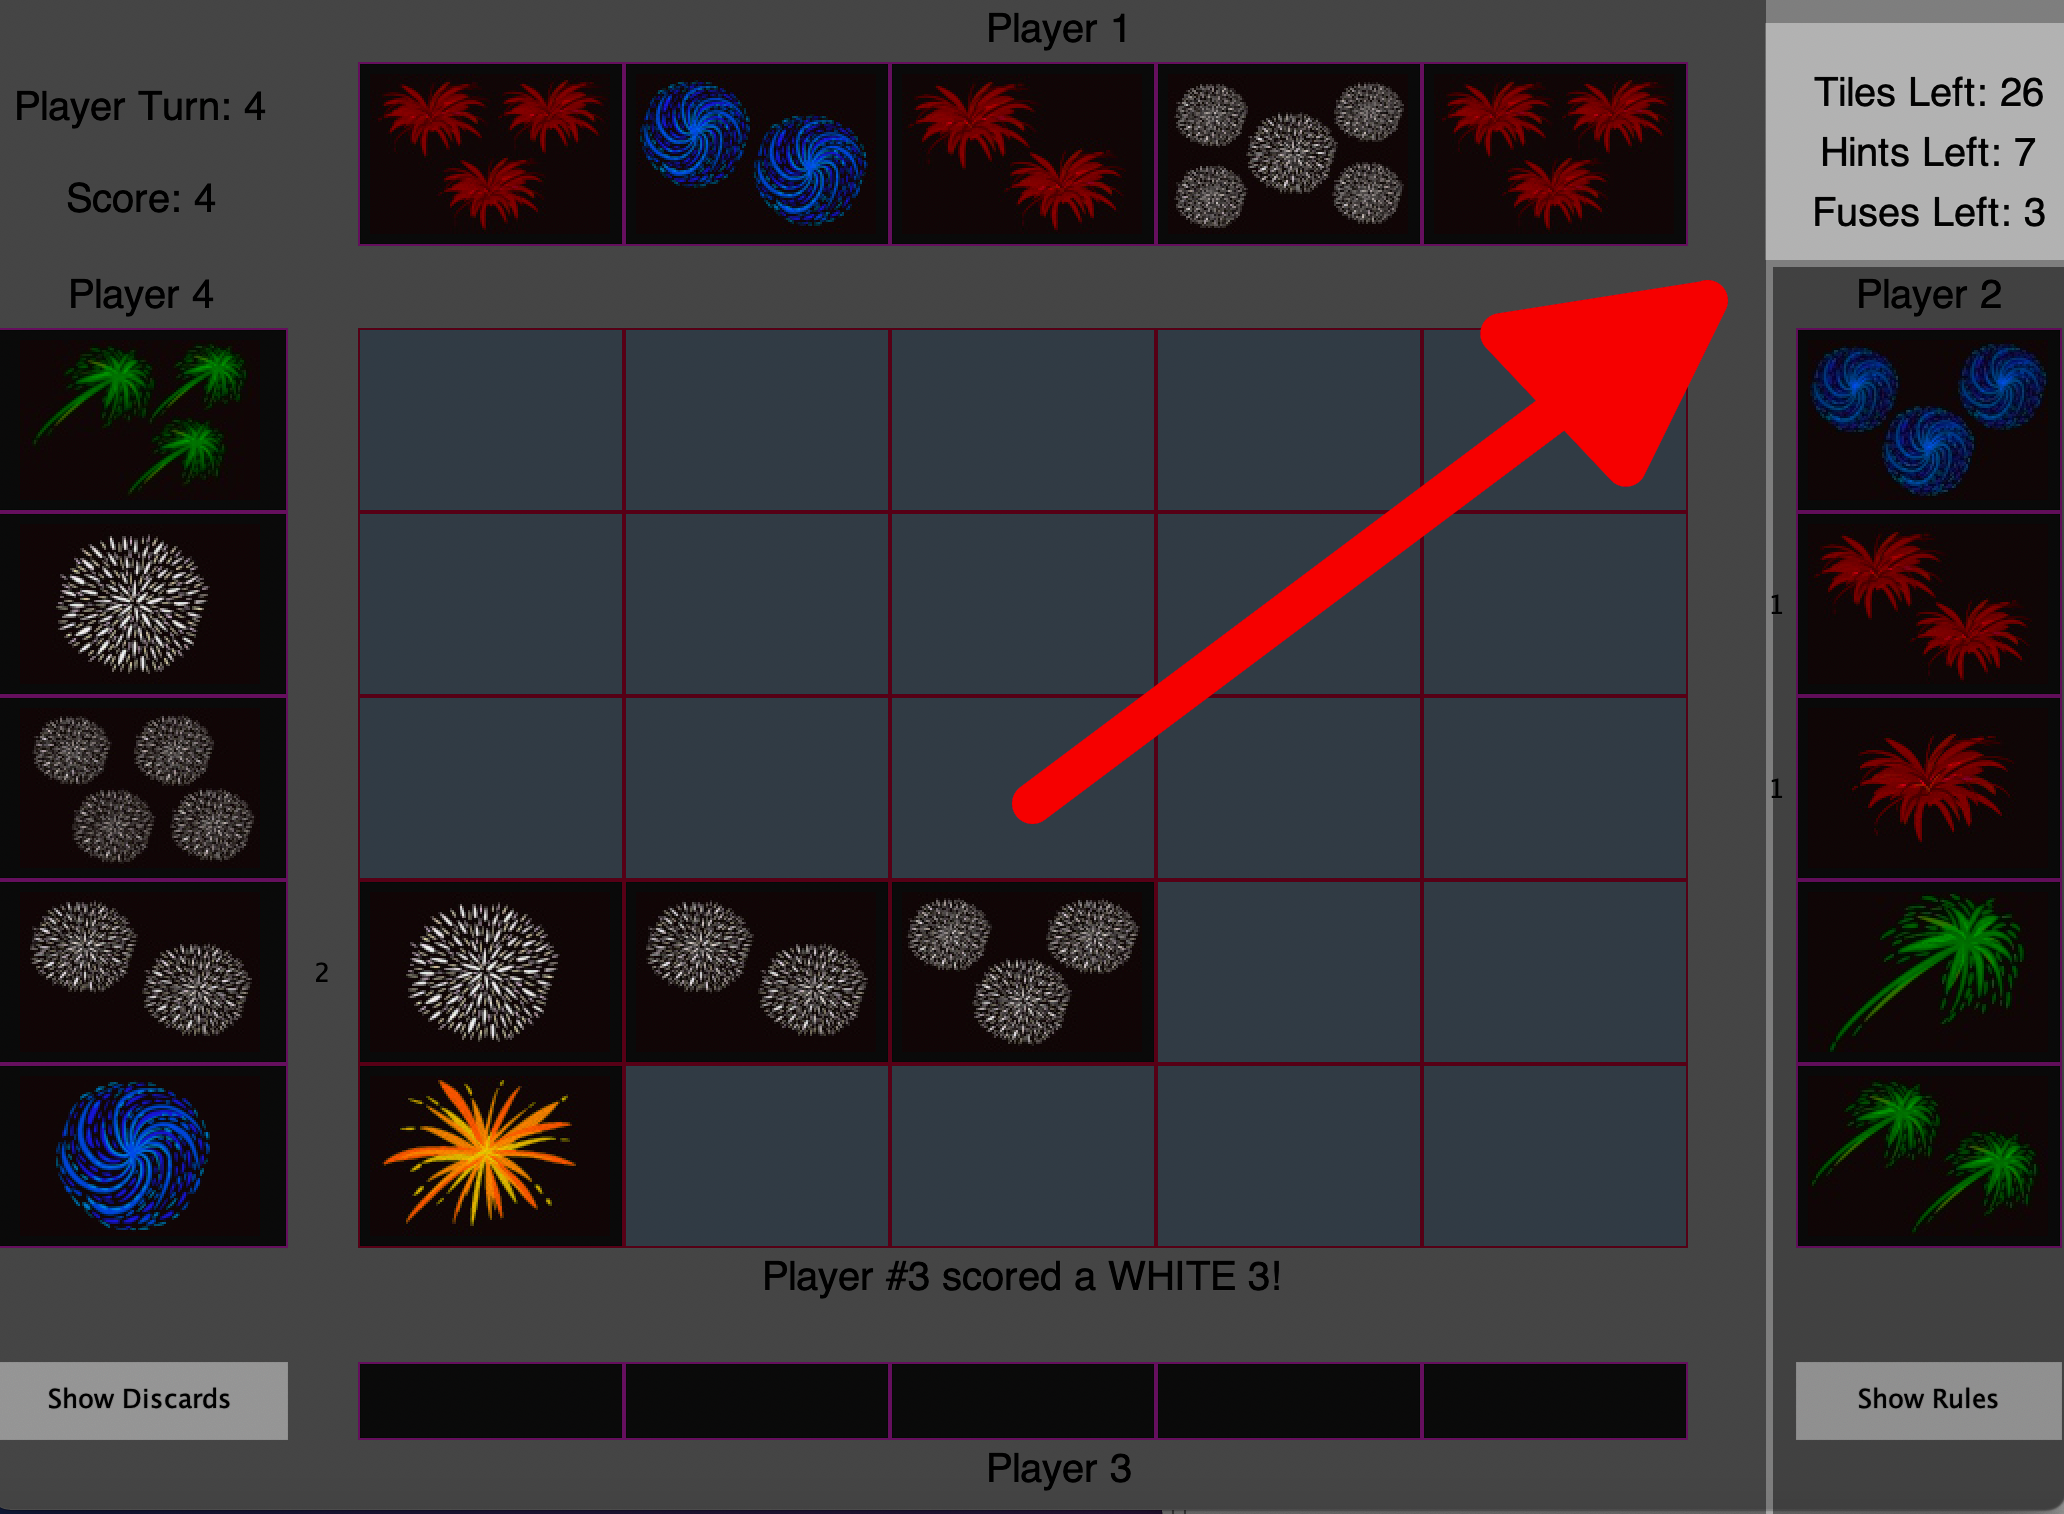 Player 1
Player Turn: 4
Score: 4
Tiles Left: 26
Hints Left: 7
Fuses Left: 3
Player 4
Player 2
1
1
2
Player #3 scored a WHITE 3!
Show Discards
Show Rules
Player 3